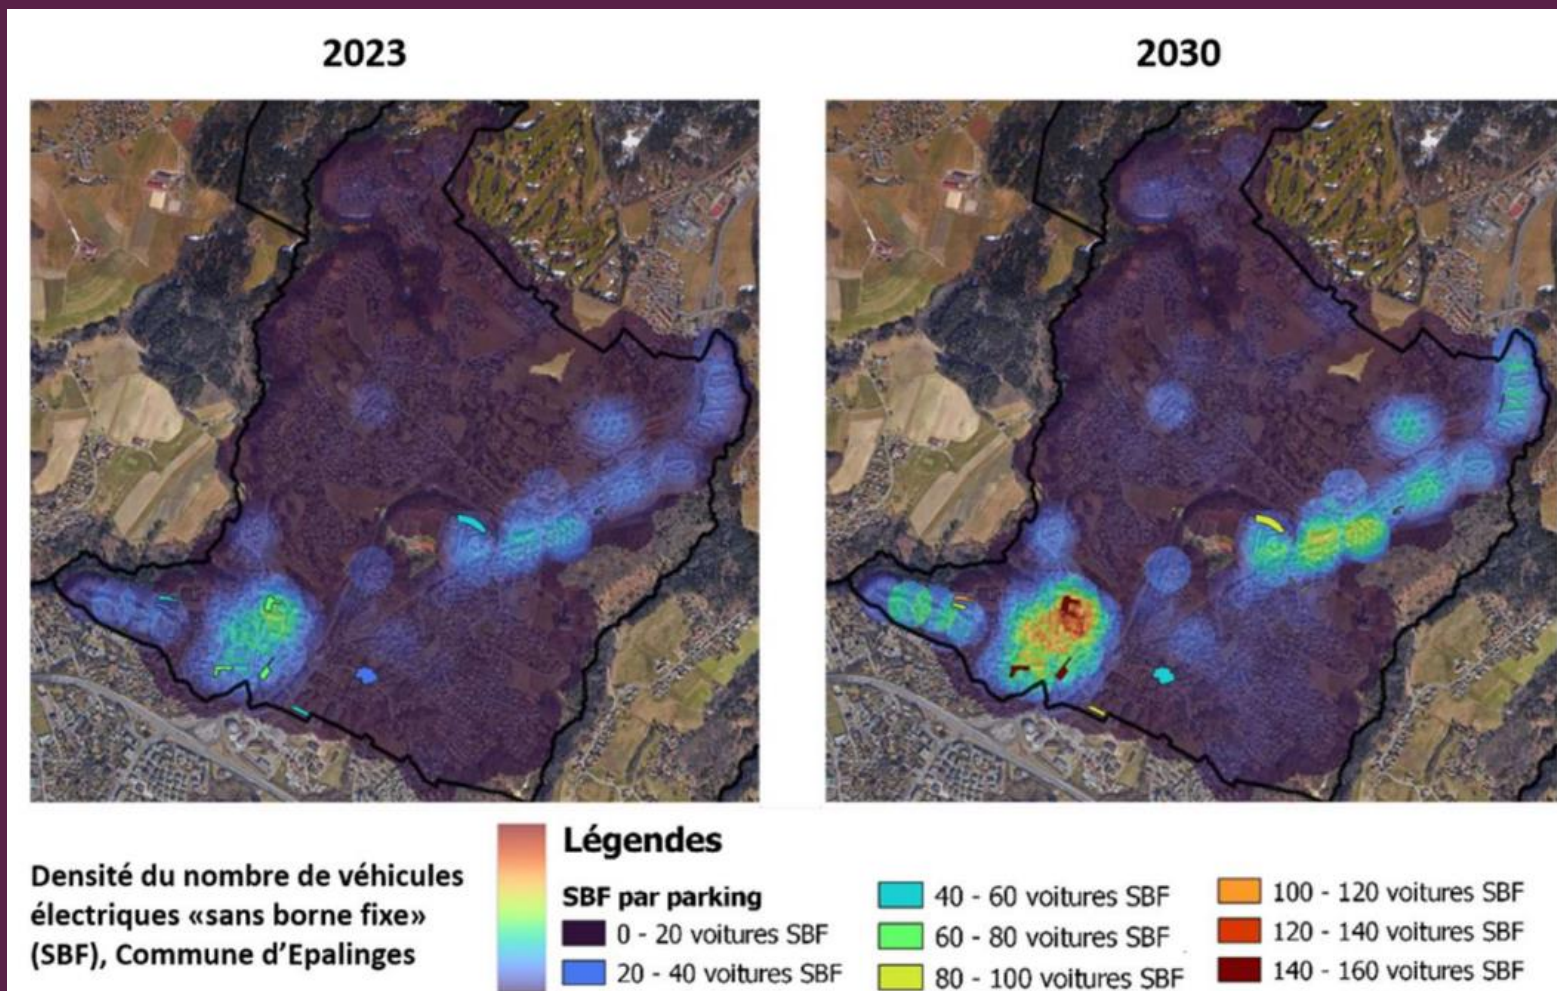 2023
2030
Densité du nombre de véhicules
électriques «sans borne fixe»
(SBF), Commune d’Epalinges
Légendes
SBF par parking
0 - 20 voitures SBF
20 - 40 voitures SBF
40 - 60 voitures SBF
60 - 80 voitures SBF
80 - 100 voitures SBF
100 - 120 voitures SBF
120 - 140 voitures SBF
140 - 160 voitures SBF